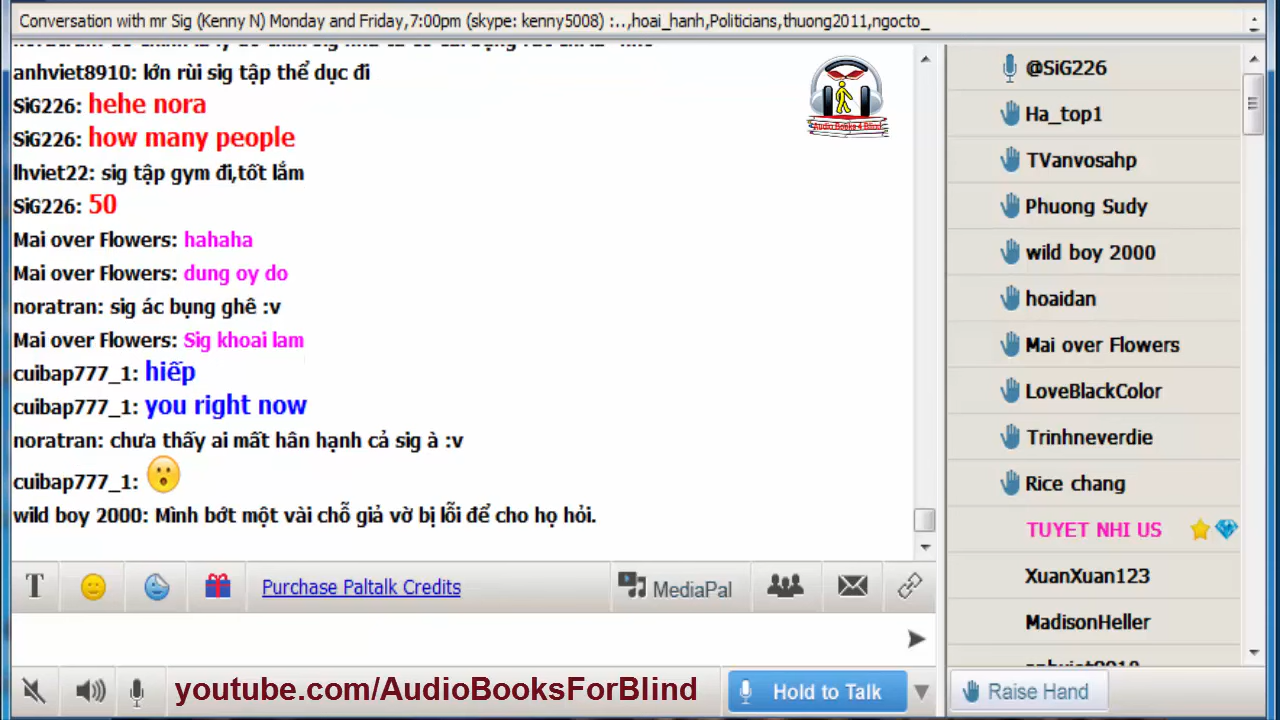 Conversation with mr Sig (Kenny N) Monday and Friday,7:00pm (skype: kenny5008) :..,hoai_hanh,Politicians,thuong2011,ngocto_
anhviet8910: lớn rùi sig tập thể dục đi
SiG226: hehe nora
SiG226: how many people
lhviet22: sig tập gym đi,tốt lắm
SiG226: 50
Mai over Flowers: hahaha
Mai over Flowers: dung oy do
noratran: sig ác bụng ghê :v
Mai over Flowers: Sig khoai lam
cuibap777_1: hiếp
cuibap777_1: you right now
noratran: chưa thấy ai mất hân hạnh cả sig à :v
cuibap777_1:
wild boy 2000: Mình bớt một vài chỗ giả vờ bị lỗi để cho họ hỏi.
Audio Books 4 Blind
@SiG226
Ha_top1
TVanvosahp
Phuong Sudy
wild boy 2000
hoaidan
Mai over Flowers
LoveBlackColor
Trinhneverdie
Rice chang
TUYET NHI US
XuanXuan123
MadisonHeller
anhviet8910
T
Purchase Paltalk Credits
MediaPal
youtube.com/AudioBooksForBlind
Hold to Talk
Raise Hand